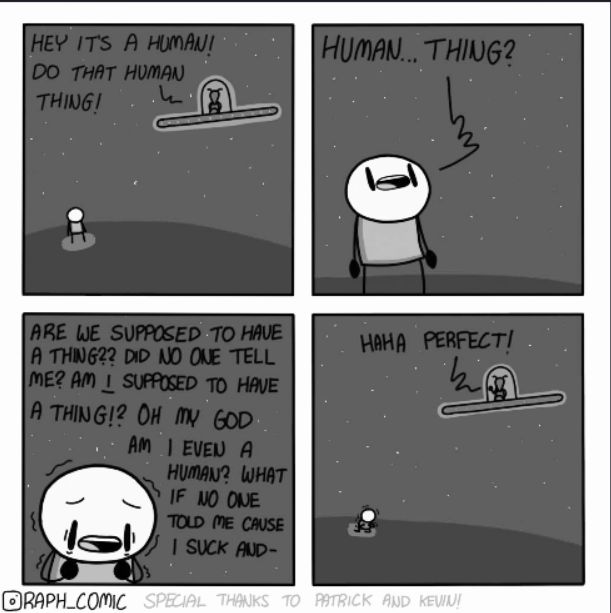 HEY IT'S A HUMAN!
DO THAT HUMAN
THING!
HUMAN... THING?
ARE WE SUPPOSED TO HAVE
A THING?? DID NO ONE TELL
ME? AM I SUPPOSED TO HAVE
A THING!? OH MY GOD
AM I EVEN A
HUMAN? WHAT
IF NO ONE
TOLD ME CAUSE
I SUCK AND-
HAHA PERFECT!
RAPH_COMIC SPECIAL THANKS TO PATRICK AND KEVIN!